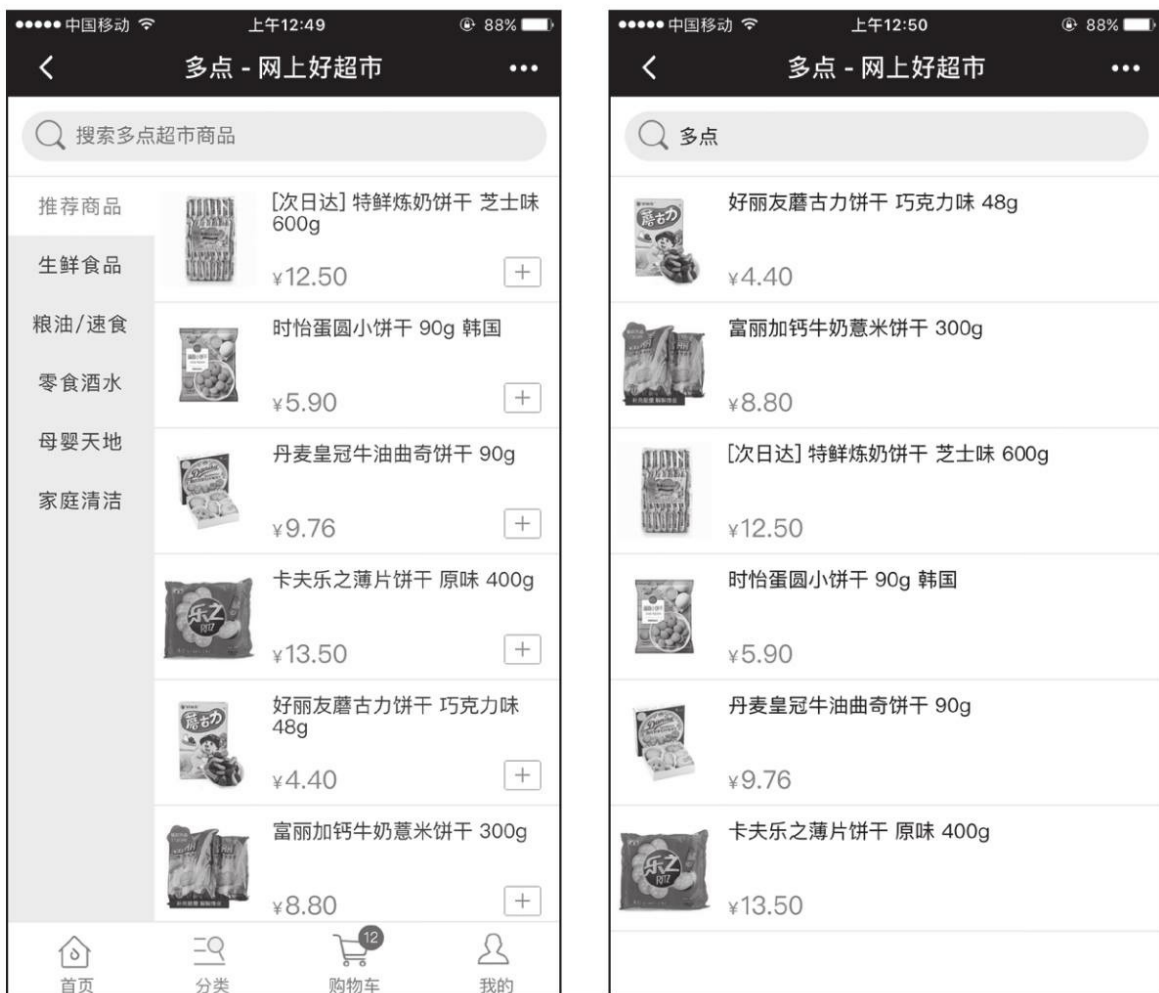 中国移动 上午12:49 88%
多点 - 网上好超市
搜索多点超市商品
推荐商品
生鲜食品
粮油/速食
零食酒水
母婴天地
家庭清洁
[次日达] 特鲜炼奶饼干 芝士味
600g
¥12.50
时怡蛋圆小饼干 90g 韩国
¥5.90
丹麦皇冠牛油曲奇饼干 90g
¥9.76
卡夫乐之薄片饼干 原味 400g
乐之
RITZ
¥13.50
好丽友蘑古力饼干 巧克力味
48g
蘑古力
¥4.40
富丽加钙牛奶薏米饼干 300g
¥8.80
首页
分类
12
购物车
我的
中国移动 上午12:50 88%
多点 - 网上好超市
多点
好丽友蘑古力饼干 巧克力味 48g
蘑古力
¥4.40
富丽加钙牛奶薏米饼干 300g
¥8.80
[次日达] 特鲜炼奶饼干 芝士味 600g
¥12.50
时怡蛋圆小饼干 90g 韩国
¥5.90
丹麦皇冠牛油曲奇饼干 90g
¥9.76
卡夫乐之薄片饼干 原味 400g
乐之
RITZ
¥13.50